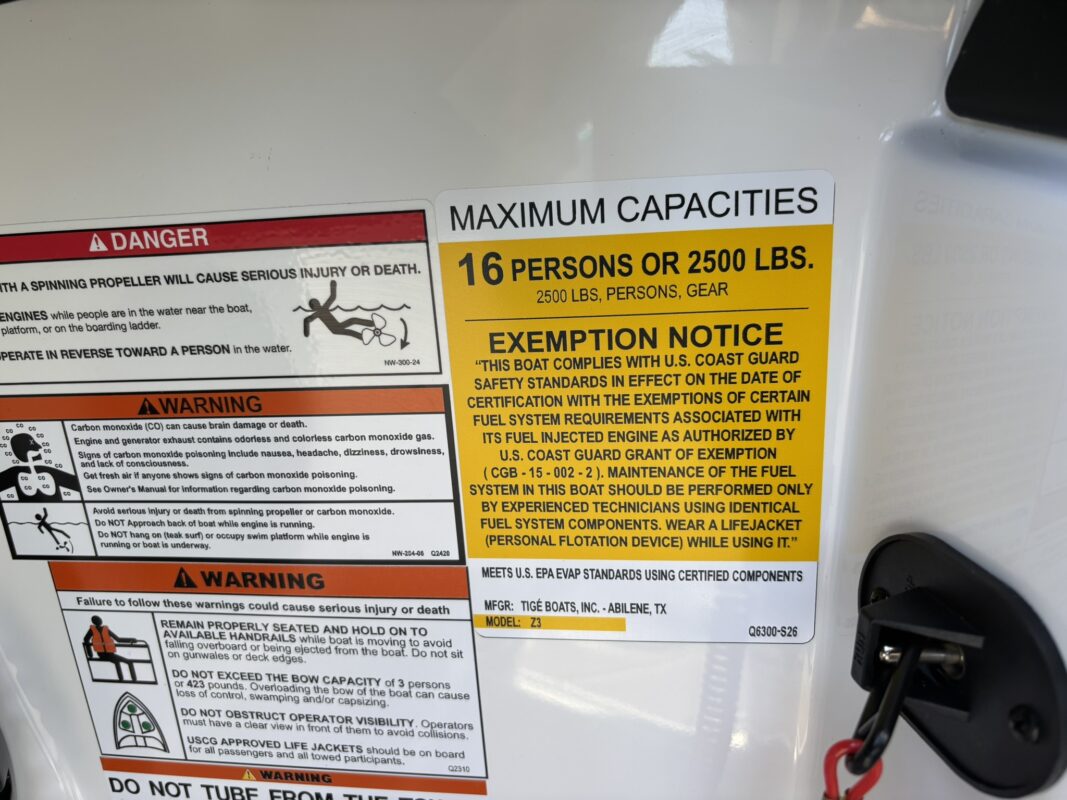 DANGER
WITH A SPINNING PROPELLER WILL CAUSE SERIOUS INJURY OR DEATH.
ENGINES while people are in the water near the boat,
platform, or on the boarding ladder.
OPERATE IN REVERSE TOWARD A PERSON in the water.
NW-300-24
WARNING
Carbon monoxide (CO) can cause brain damage or death.
Engine and generator exhaust contains odorless and colorless carbon monoxide gas.
Signs of carbon monoxide poisoning include nausea, headache, dizziness, drowsiness,
and lack of consciousness.
Get fresh air if anyone shows signs of carbon monoxide poisoning.
See Owner's Manual for information regarding carbon monoxide poisoning.
Avoid serious injury or death from spinning propeller or carbon monoxide.
Do NOT Approach back of boat while engine is running.
Do NOT hang on (teak surf) or occupy swim platform while engine is
running or boat is underway.
Q2420
WARNING
Failure to follow these warnings could cause serious injury or death
REMAIN PROPERLY SEATED AND HOLD ON TO
AVAILABLE HANDRAILS while boat is moving to avoid
falling overboard or being ejected from the boat. Do not sit
on gunwales or deck edges.
DO NOT EXCEED THE BOW CAPACITY of 3 persons
or 423 pounds. Overloading the bow of the boat can cause
loss of control, swamping and/or capsizing.
DO NOT OBSTRUCT OPERATOR VISIBILITY. Operators
must have a clear view in front of them to avoid collisions.
USCG APPROVED LIFE JACKETS should be on board
for all passengers and all towed participants.
Q2310
WARNING
DO NOT TUBE FROM THE
MAXIMUM CAPACITIES
16 PERSONS OR 2500 LBS.
2500 LBS, PERSONS, GEAR
EXEMPTION NOTICE
"THIS BOAT COMPLIES WITH U.S. COAST GUARD
SAFETY STANDARDS IN EFFECT ON THE DATE OF
CERTIFICATION WITH THE EXEMPTIONS OF CERTAIN
FUEL SYSTEM REQUIREMENTS ASSOCIATED WITH
ITS FUEL INJECTED ENGINE AS AUTHORIZED BY
U.S. COAST GUARD GRANT OF EXEMPTION
( CGB - 15 - 002 - 2 ). MAINTENANCE OF THE FUEL
SYSTEM IN THIS BOAT SHOULD BE PERFORMED ONLY
BY EXPERIENCED TECHNICIANS USING IDENTICAL
FUEL SYSTEM COMPONENTS. WEAR A LIFEJACKET
(PERSONAL FLOTATION DEVICE) WHILE USING IT."
MEETS U.S. EPA EVAP STANDARDS USING CERTIFIED COMPONENTS
MFGR: TIGÉ BOATS, INC. - ABILENE, TX
MODEL: Z3
Q6300-S26